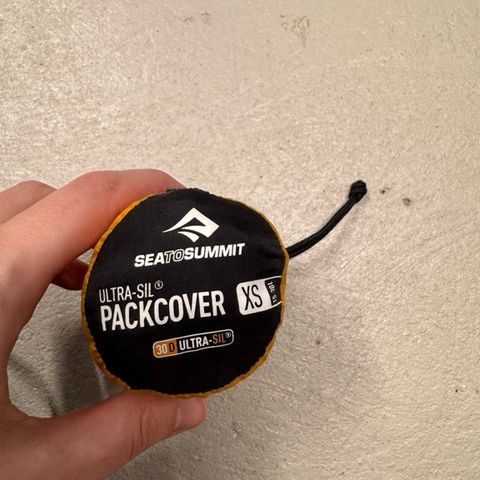 SEATOSUMMIT
ULTRA-SIL®
PACKCOVER
XS
30D ULTRA-SIL®